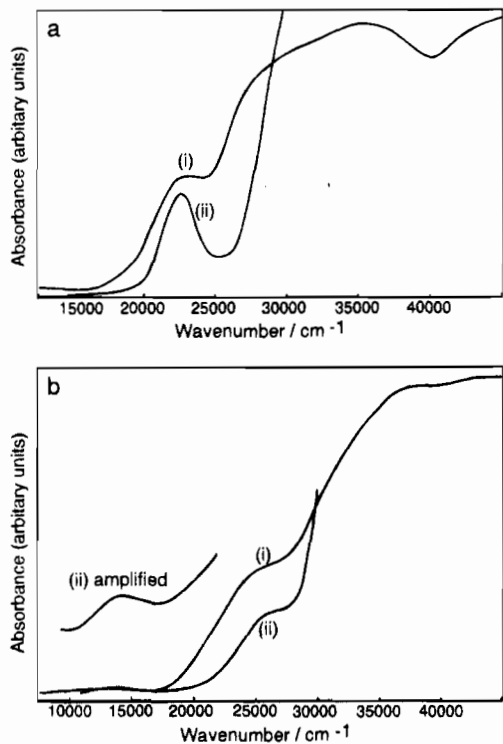 a
Absorbance (arbitary units)
(i)
(ii)
15000 20000 25000 30000 35000 40000
Wavenumber / cm -1
b
Absorbance (arbitary units)
(ii) amplified
(i)
(ii)
10000 15000 20000 25000 30000 35000 40000
Wavenumber / cm -1